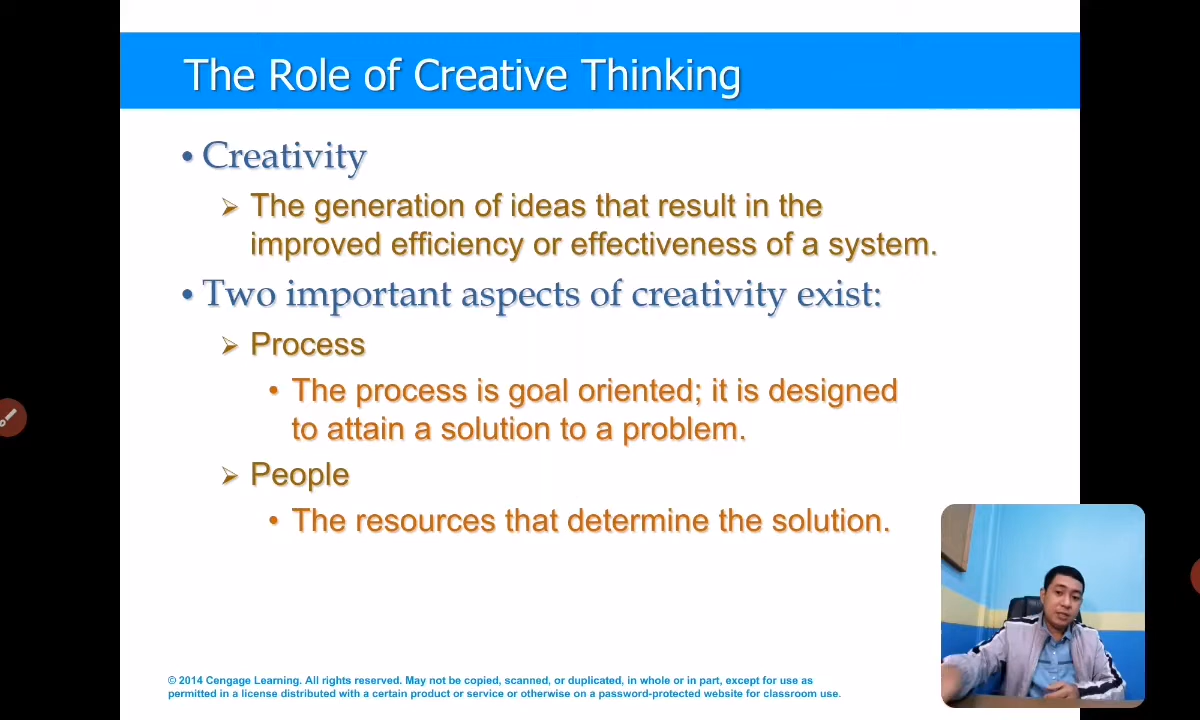 The Role of Creative Thinking
• Creativity
➢ The generation of ideas that result in the
improved efficiency or effectiveness of a system.
• Two important aspects of creativity exist:
➢ Process
• The process is goal oriented; it is designed
to attain a solution to a problem.
➢ People
• The resources that determine the solution.
© 2014 Cengage Learning. All rights reserved. May not be copied, scanned, or duplicated, in whole or in part, except for use as
permitted in a license distributed with a certain product or service or otherwise on a password-protected website for classroom use.